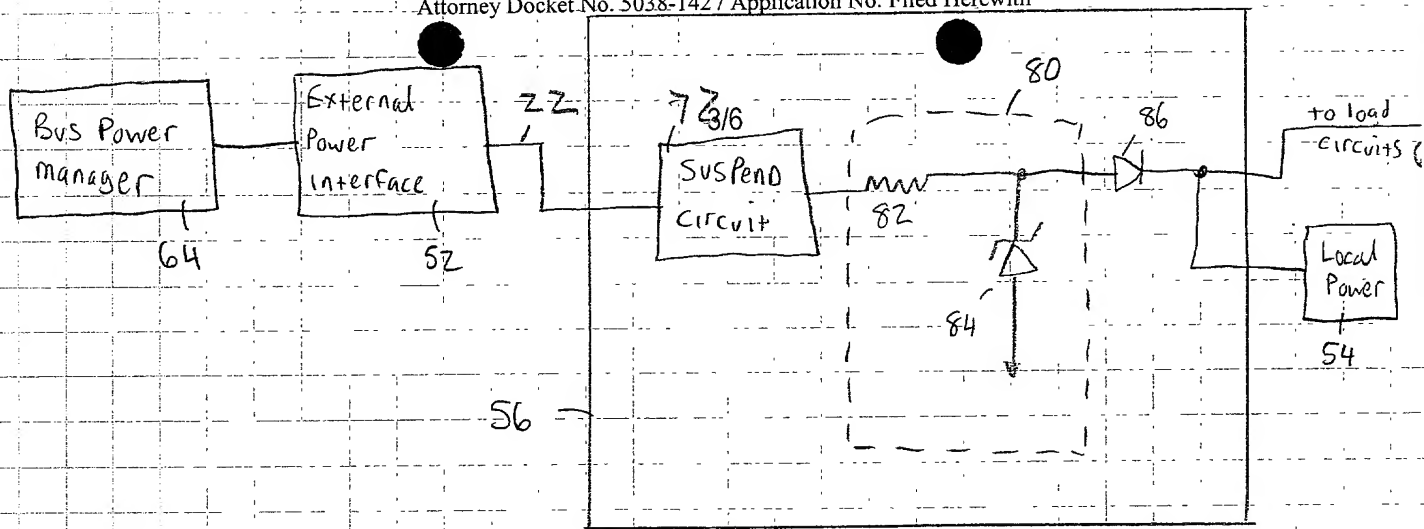 Attorney Docket No. 5038-142 / Application No. Filed Herewith
Bus Power
manager
64
External
Power
interface
52
22
72
3/6
Suspend
circuit
80
82
84
86
to load
circuits
Local
Power
54
56